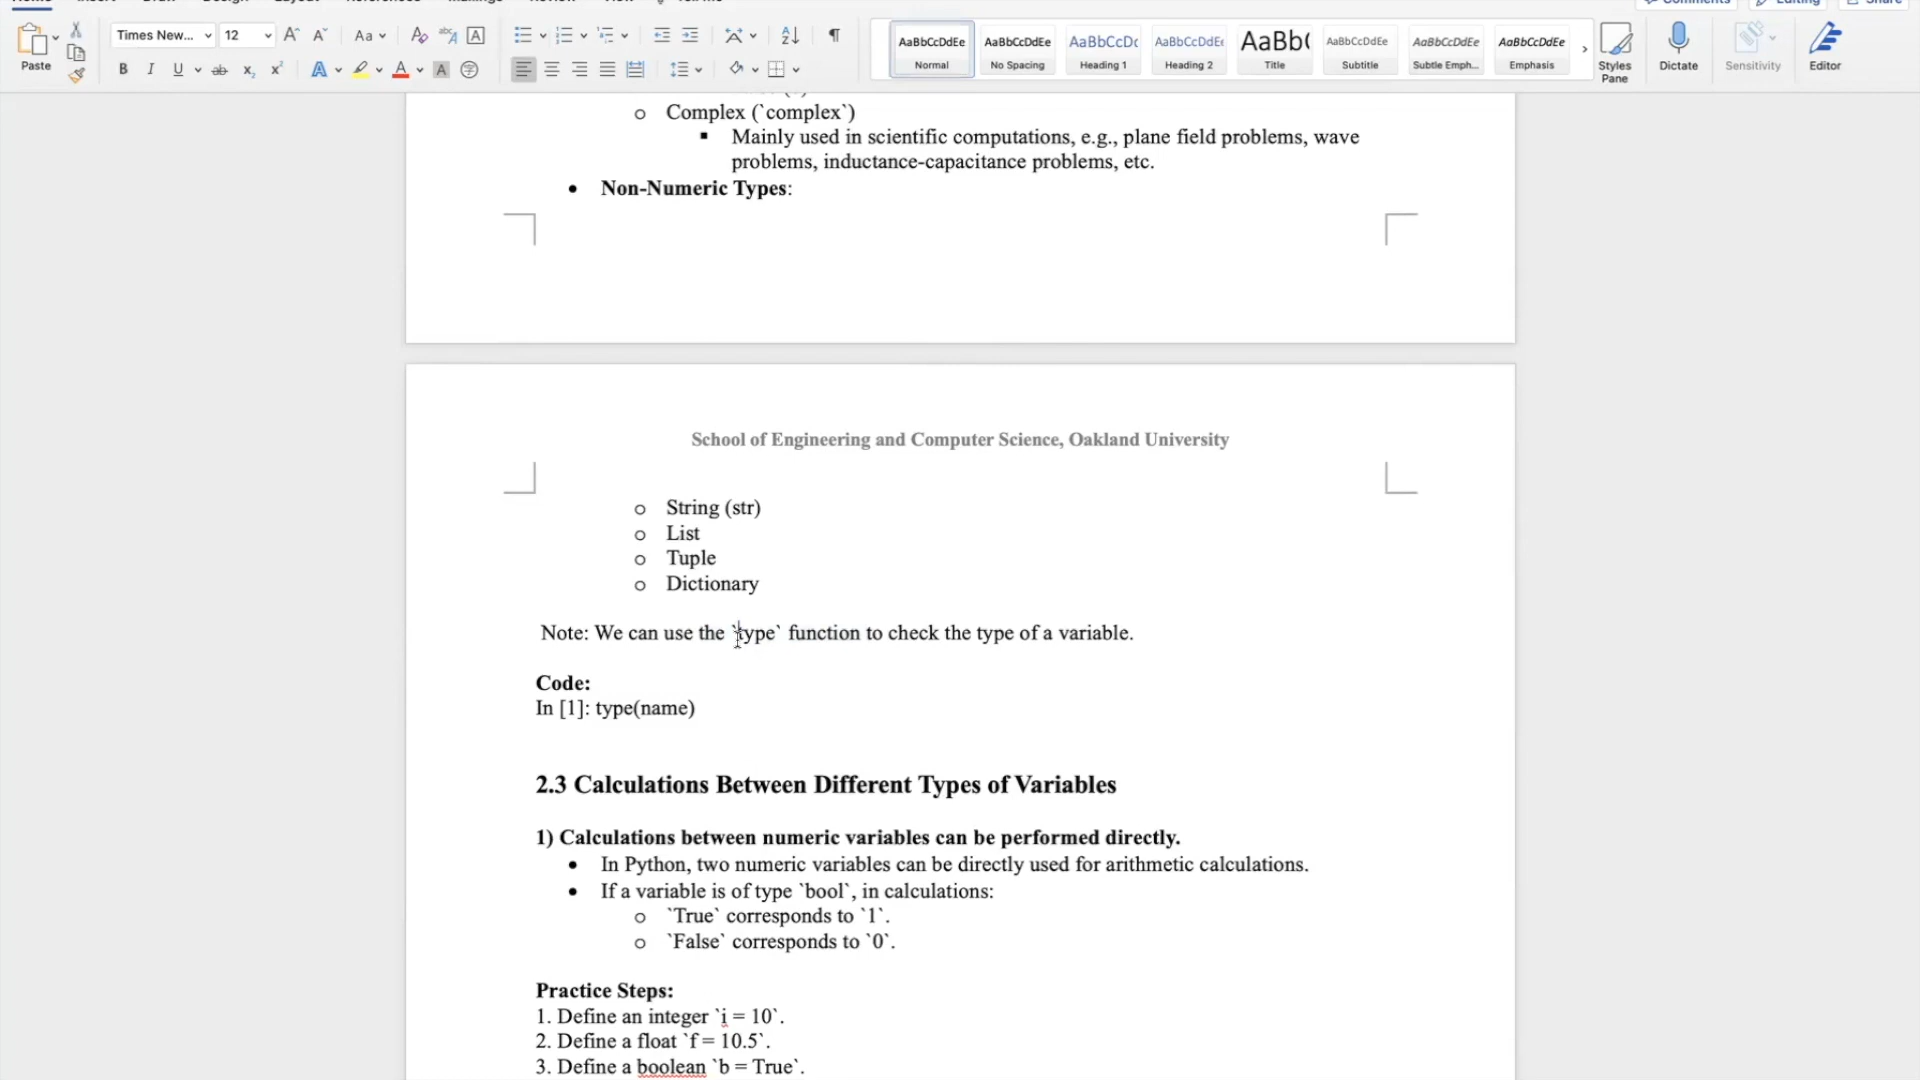 Paste
Times New...
12
Aa
B I U ab x₂ x²
A
AaBbCcDdEe
Normal
AaBbCcDdEe
No Spacing
AaBbCcDc
Heading 1
AaBbCcDdEe
Heading 2
AaBb(
Title
AaBbCcDdEe
Subtitle
AaBbCcDdEe
Subtle Emph...
AaBbCcDdEe
Emphasis
Styles
Pane
Dictate
Sensitivity
Editor
o Complex (`complex`)
▪ Mainly used in scientific computations, e.g., plane field problems, wave
problems, inductance-capacitance problems, etc.
• Non-Numeric Types:
School of Engineering and Computer Science, Oakland University
o String (str)
o List
o Tuple
o Dictionary
Note: We can use the `type` function to check the type of a variable.
Code:
In [1]: type(name)
2.3 Calculations Between Different Types of Variables
1) Calculations between numeric variables can be performed directly.
• In Python, two numeric variables can be directly used for arithmetic calculations.
• If a variable is of type `bool`, in calculations:
o `True` corresponds to `1`.
o `False` corresponds to `0`.
Practice Steps:
1. Define an integer `i = 10`.
2. Define a float `f = 10.5`.
3. Define a boolean `b = True`.